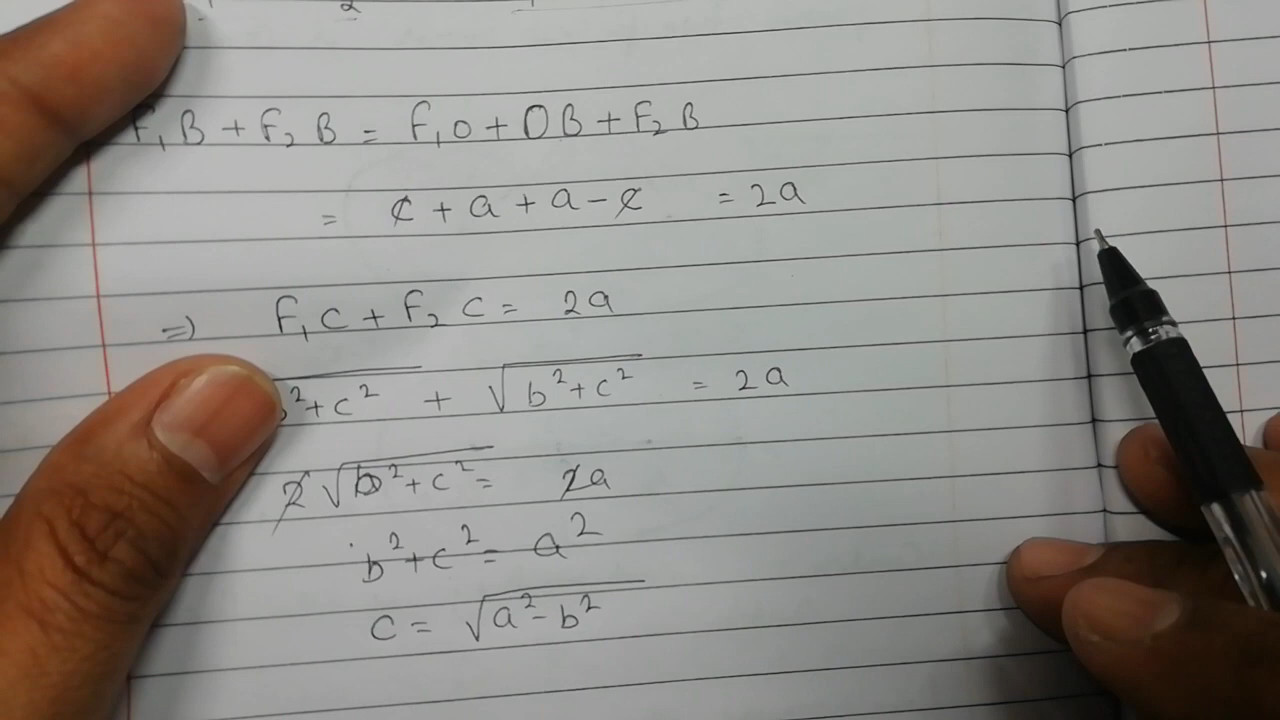 F₁B + F₂B = F₁O + OB + F₂B
= c + a + a - c = 2a
=> F₁C + F₂C = 2a
b²+c² + √b²+c² = 2a
2√b²+c² = 2a
b²+c² = a²
c = √a²-b²